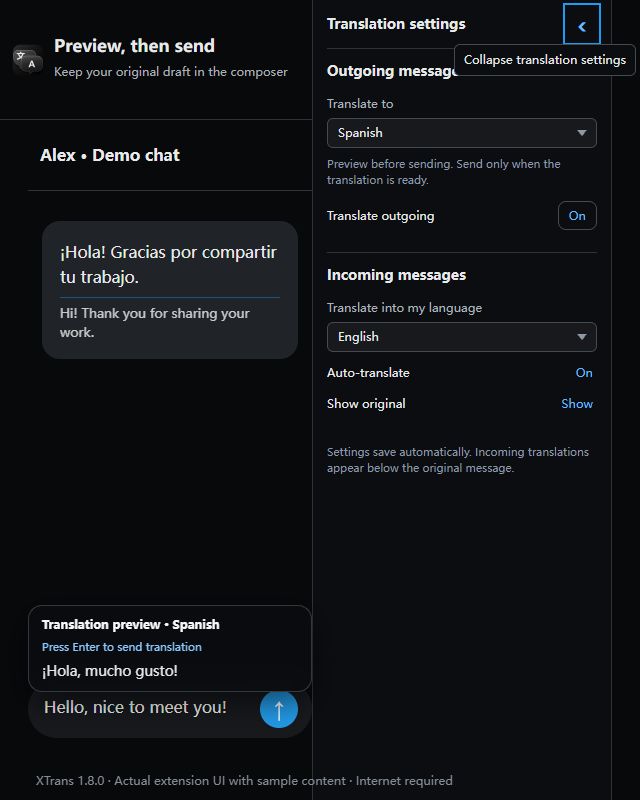 Preview, then send
Keep your original draft in the composer
Alex • Demo chat
¡Hola! Gracias por compartir
tu trabajo.
Hi! Thank you for sharing your
work.
Translation preview • Spanish
Press Enter to send translation
¡Hola, mucho gusto!
Hello, nice to meet you!
Translation settings
Collapse translation settings
Outgoing
Translate to
Spanish
Preview before sending. Send only when the
translation is ready.
Translate outgoing
On
Incoming messages
Translate into my language
English
Auto-translate
On
Show original
Show
Settings save automatically. Incoming translations
appear below the original message.
XTrans 1.8.0 · Actual extension UI with sample content · Internet required